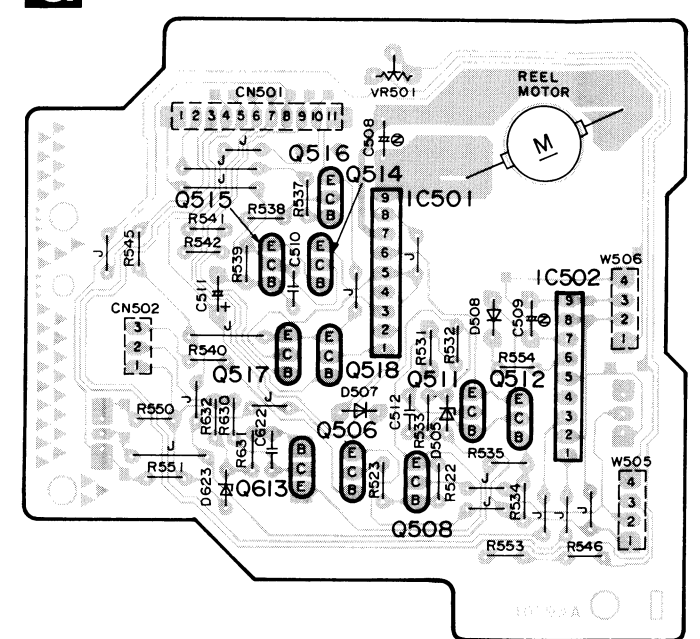 REEL
MOTOR
VR501
CN501
1 2 3 4 5 6 7 8 9 10 11
C508
M
J
Q516
Q514
J
J
E
C
B
R537
IC501
9
8
7
6
5
4
3
2
1
Q515
R538
R541
R542
R539
E
C
B
C510
E
C
B
J
R545
J
J
C511
+
W506
4
3
2
1
IC502
9
8
7
6
5
4
3
2
1
D508
C509
CN502
3
2
1
J
R540
R531
R532
R554
E
C
B
E
C
B
Q517
Q518
Q511
Q512
D507
J
R550
R632
R630
J
C622
C512
R533
D505
E
C
B
E
C
B
Q506
J
R551
R631
R535
W505
4
3
2
1
D623
Q613
B
C
E
E
C
B
R523
E
C
B
R522
J
J
R534
J
J
J
Q508
R553
R546